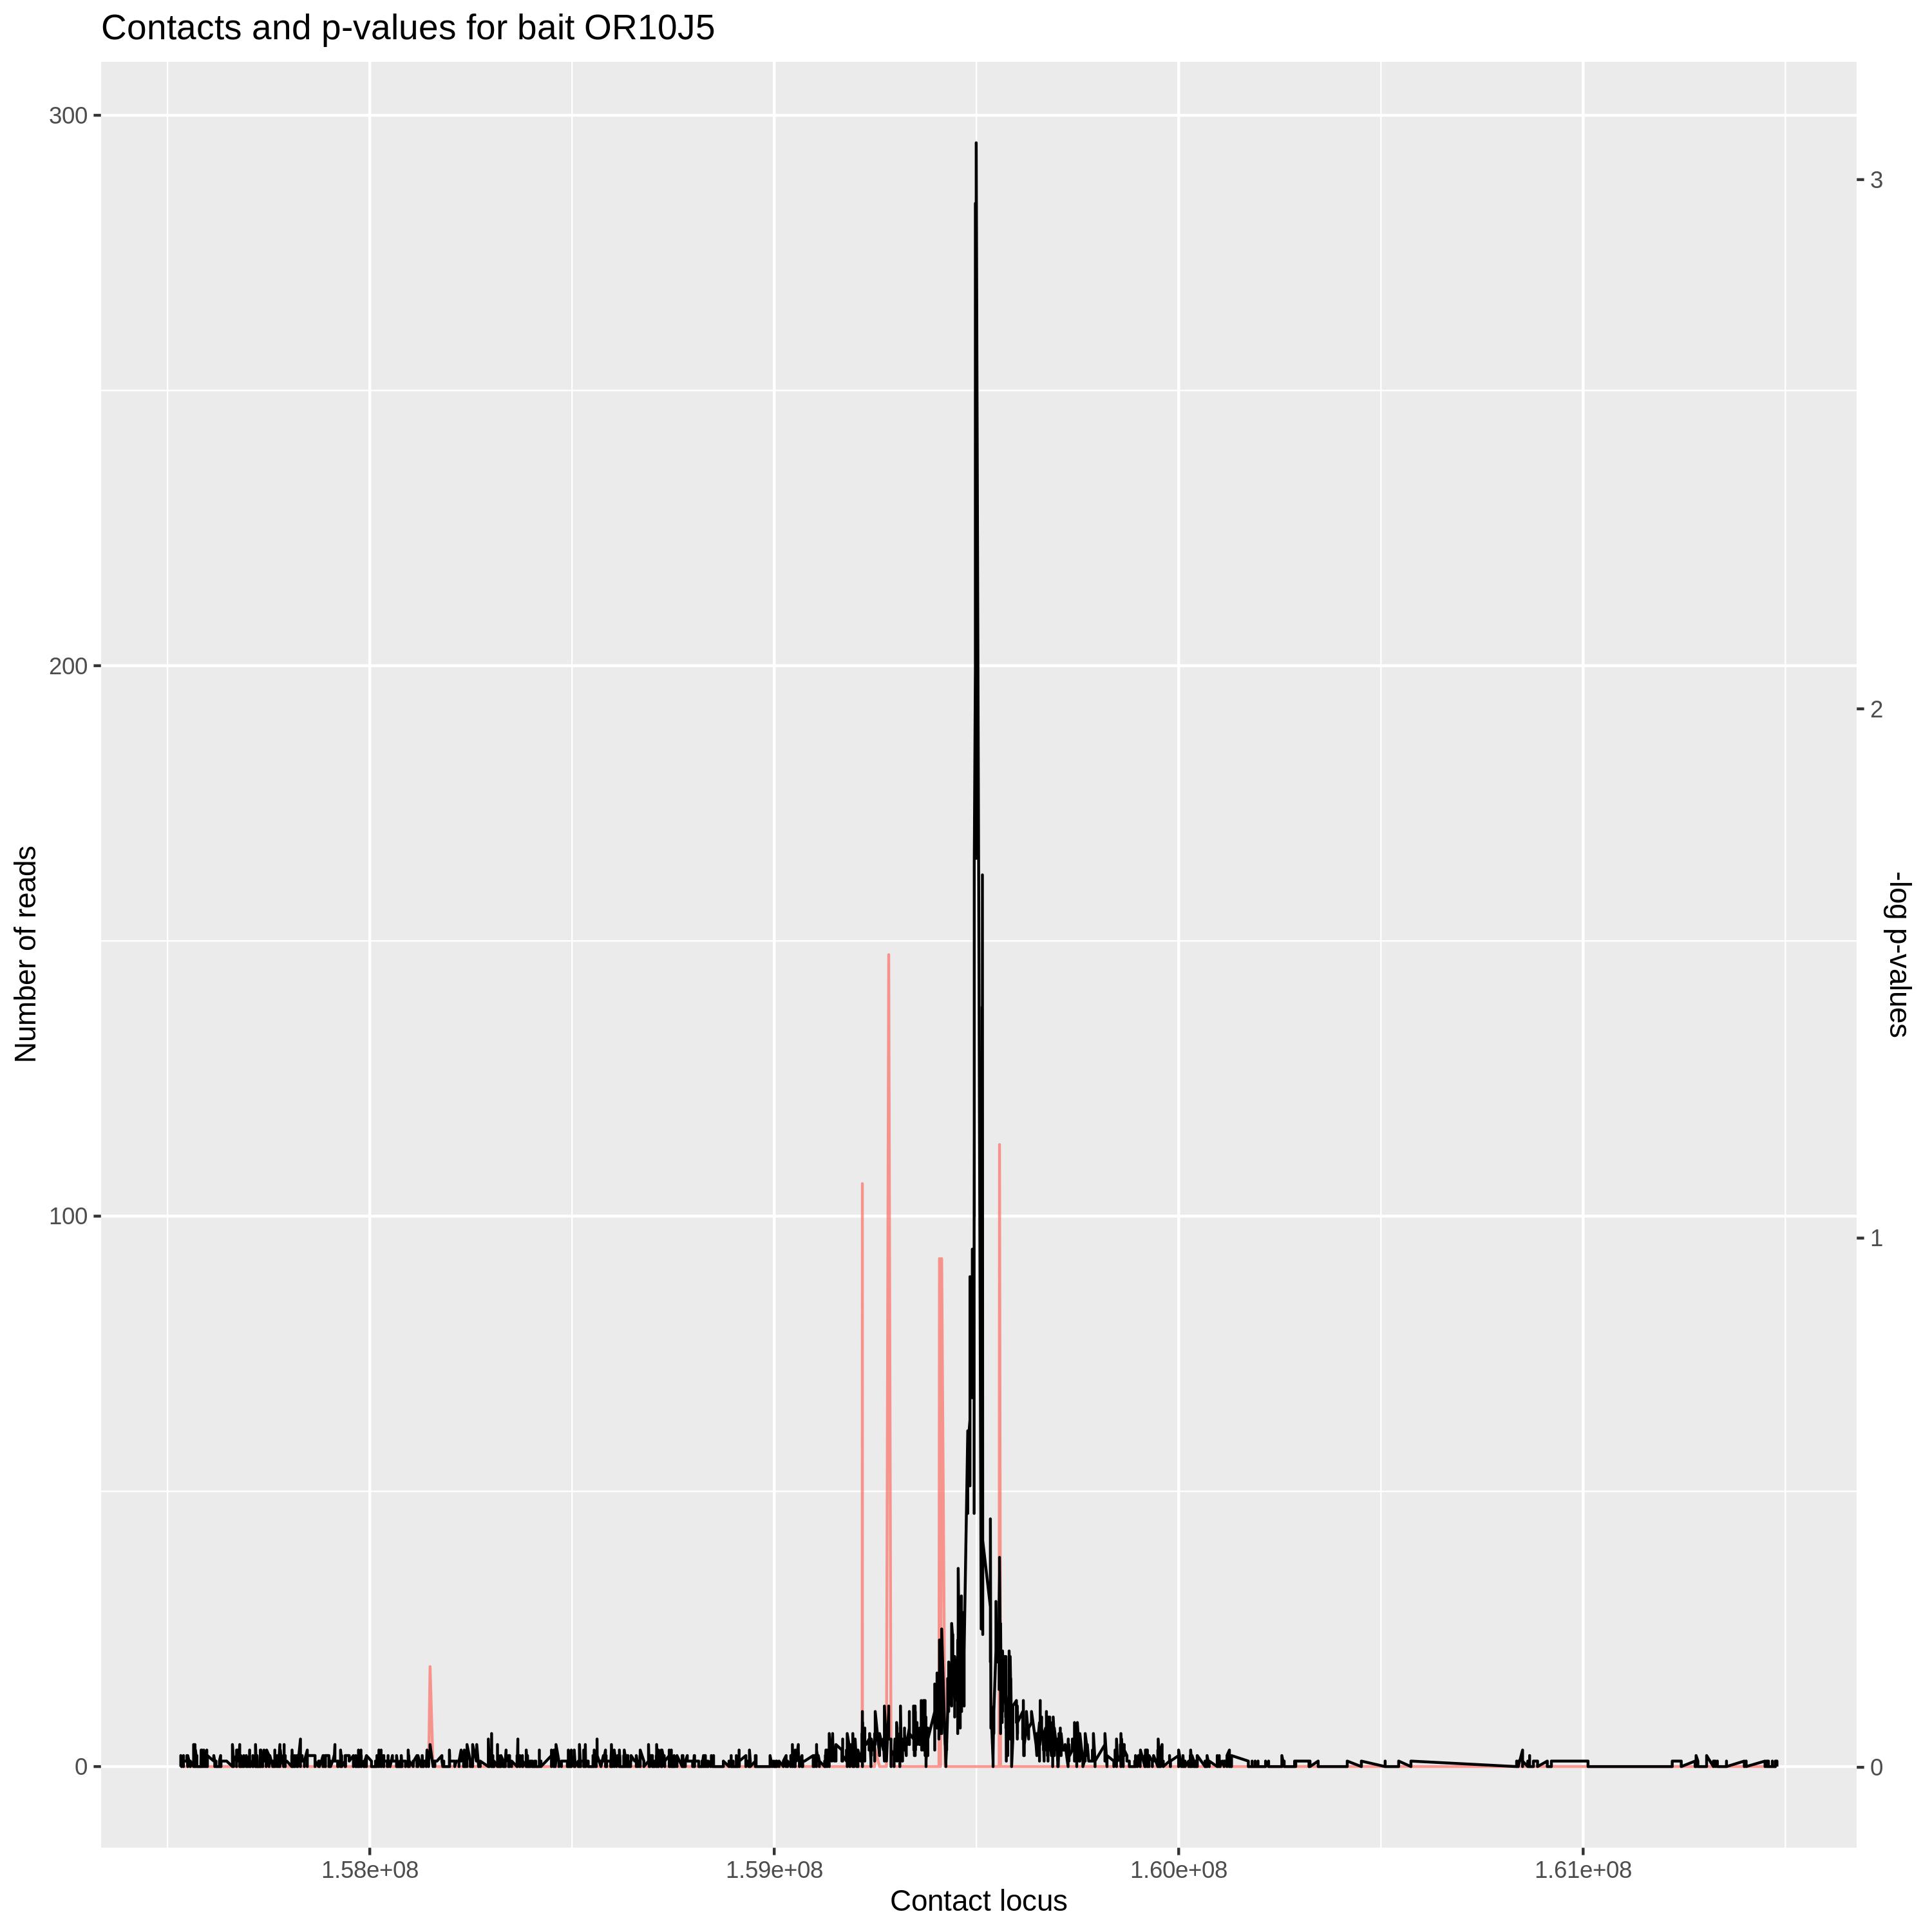 Contacts and p-values for bait OR10J5
300
200
100
0
Number of reads
3
2
1
0
-log p-values
1.58e+08
1.59e+08
1.60e+08
1.61e+08
Contact locus